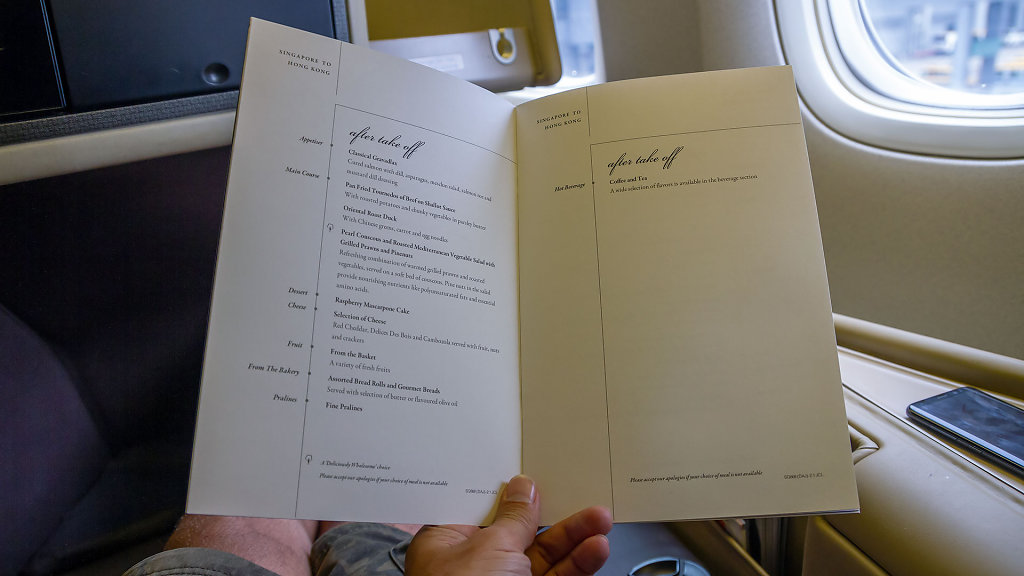 SINGAPORE TO
HONG KONG
after take off
Appetiser
Classical Gravadlax
Cured salmon with dill, asparagus, mesclun salad, salmon roe and
mustard dill dressing
Main Course
Pan Fried Tournedos of Beef on Shallot Sauce
With roasted potatoes and chunky vegetables in parsley butter
Oriental Roast Duck
With Chinese greens, carrot and egg noodles
Pearl Couscous and Roasted Mediterranean Vegetable Salad with
Grilled Prawns and Pinenuts
Refreshing combination of warm grilled prawns and roasted
vegetables, served on a soft bed of couscous. Pine nuts in the salad
provide nourishing nutrients like polyunsaturated fats and essential
amino acids.
Dessert
Raspberry Mascarpone Cake
Cheese
Selection of Cheese
Red Cheddar, Delices Des Bois and Cambozola served with fruit, nuts
and crackers
Fruit
From the Basket
A variety of fresh fruits
From The Bakery
Assorted Bread Rolls and Gourmet Breads
Served with selection of butter or flavoured olive oil
Pralines
Fine Pralines
A 'Deliciously Wholesome' choice
Please accept our apologies if your choice of meal is not available
SINGAPORE TO
HONG KONG
after take off
Hot Beverage
Coffee and Tea
A wide selection of flavors is available in the beverage section.
Please accept our apologies if your choice of meal is not available